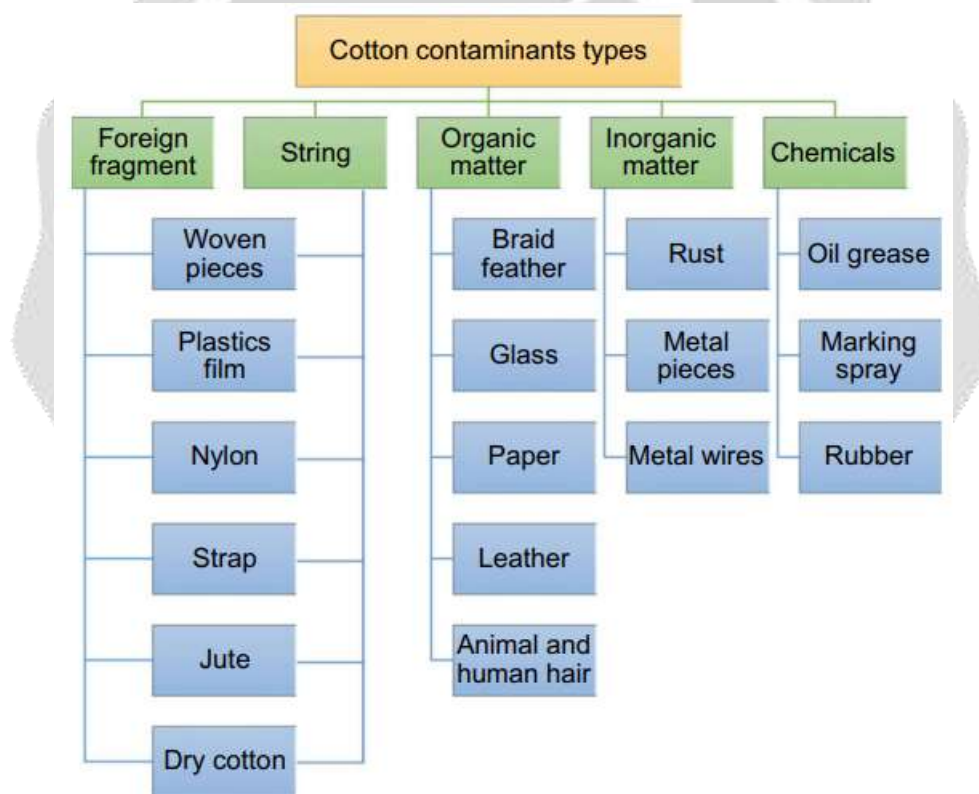 Cotton contaminants types
Foreign
fragment
String
Organic
matter
Inorganic
matter
Chemicals
Woven
pieces
Plastics
film
Nylon
Strap
Jute
Dry cotton
Braid
feather
Glass
Paper
Leather
Animal and
human hair
Rust
Metal
pieces
Metal wires
Oil grease
Marking
spray
Rubber